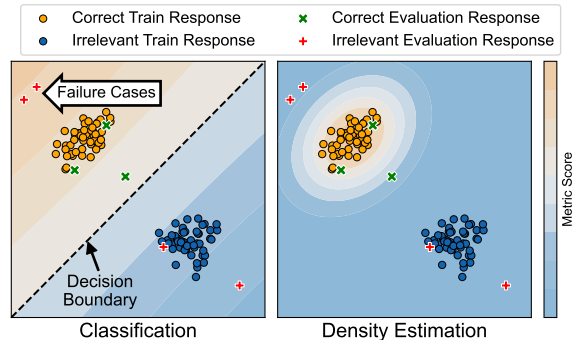 Correct Train Response
Correct Evaluation Response
Irrelevant Train Response
Irrelevant Evaluation Response
Failure Cases
Decision
Boundary
Metric Score
Classification
Density Estimation